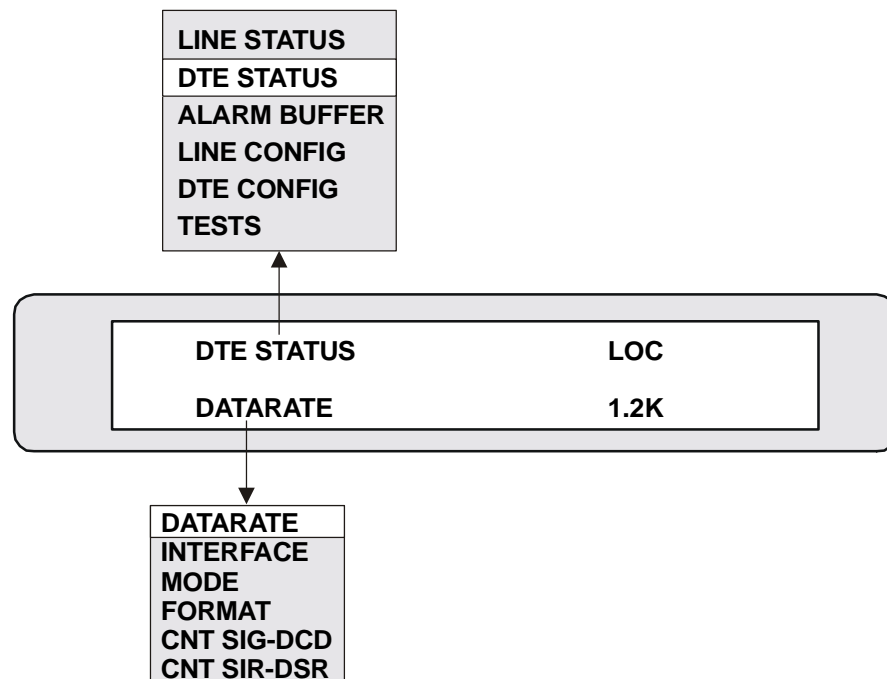 LINE STATUS
DTE STATUS
ALARM BUFFER
LINE CONFIG
DTE CONFIG
TESTS
DTE STATUS LOC
DATARATE 1.2K
DATARATE
INTERFACE
MODE
FORMAT
CNT SIG-DCD
CNT SIR-DSR